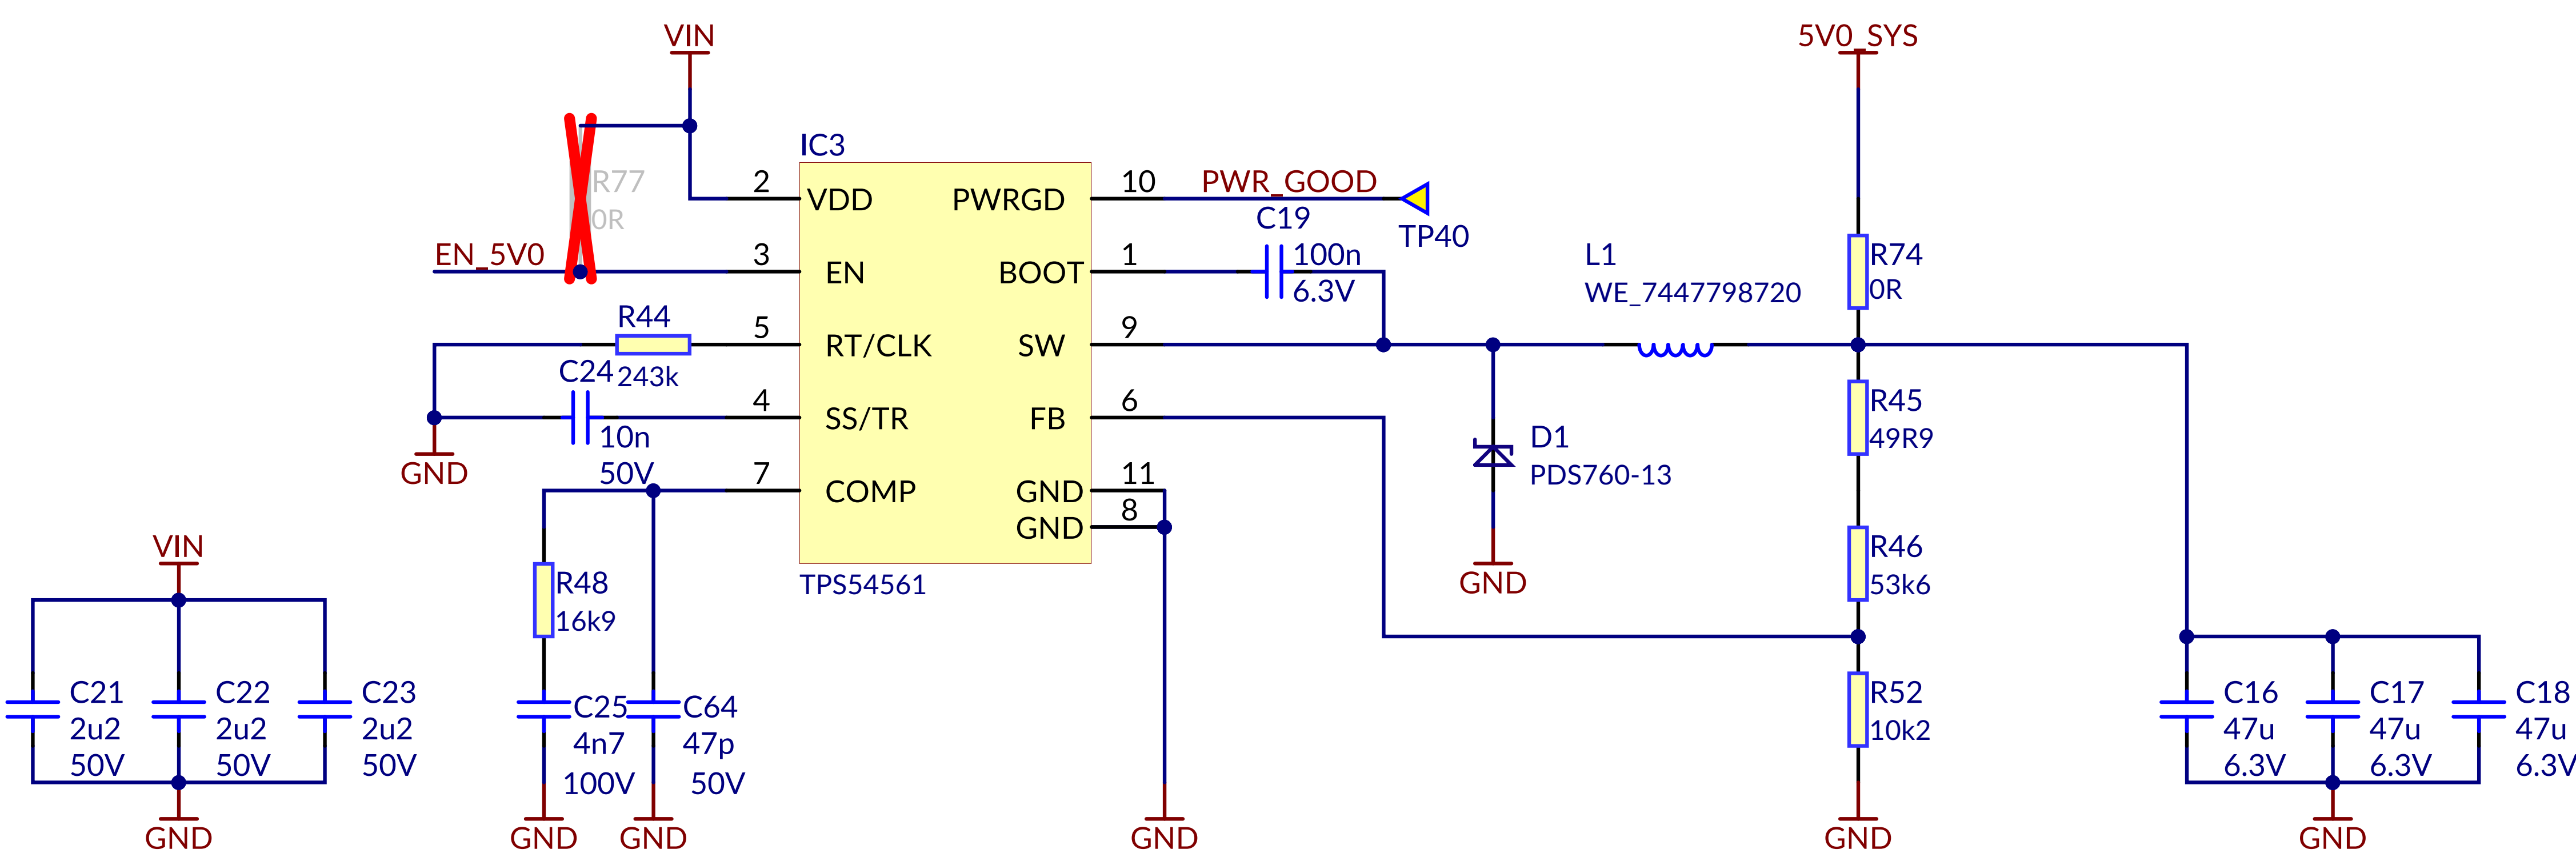 VIN
5V0_SYS
IC3
R77
0R
2
VDD
PWRGD
10
PWR_GOOD
TP40
C19
100n
6.3V
EN_5V0
3
EN
BOOT
1
L1
WE_7447798720
R74
0R
R44
243k
5
RT/CLK
SW
9
C24
10n
50V
4
SS/TR
FB
6
D1
PDS760-13
GND
R45
49R9
GND
7
COMP
GND
11
GND
8
TPS54561
R46
53k6
VIN
R48
16k9
C21
2u2
50V
C22
2u2
50V
C23
2u2
50V
GND
C25
4n7
100V
GND
C64
47p
50V
GND
GND
R52
10k2
GND
C16
47u
6.3V
C17
47u
6.3V
C18
47u
6.3V
GND